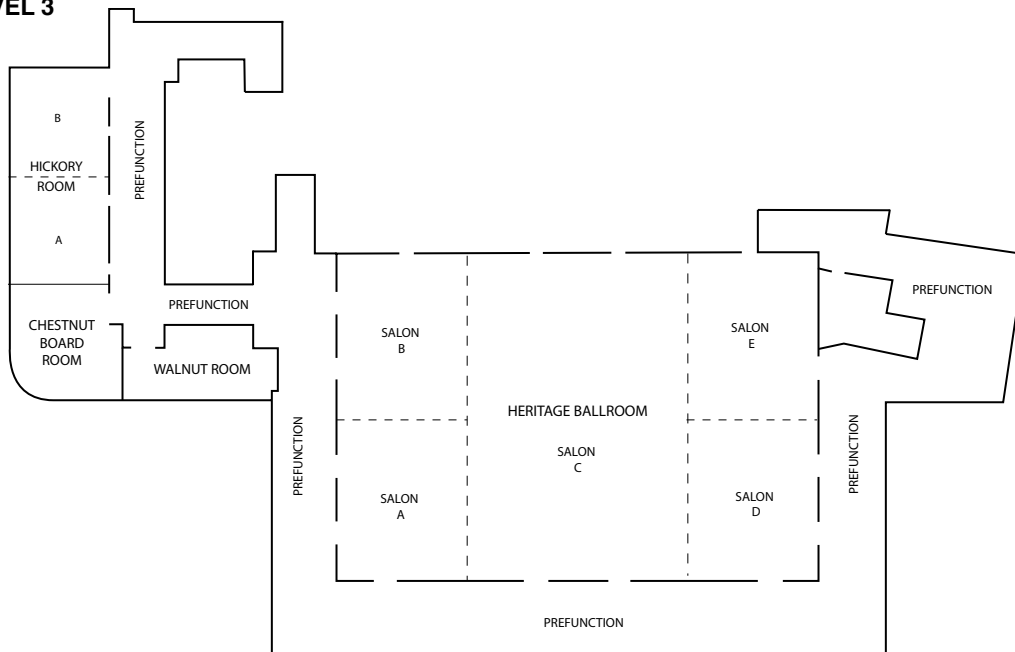 VEL 3
B
HICKORY
ROOM
A
PREFUNCTION
CHESTNUT
BOARD
ROOM
PREFUNCTION
WALNUT ROOM
PREFUNCTION
SALON
B
SALON
A
HERITAGE BALLROOM
SALON
C
SALON
E
SALON
D
PREFUNCTION
PREFUNCTION
PREFUNCTION